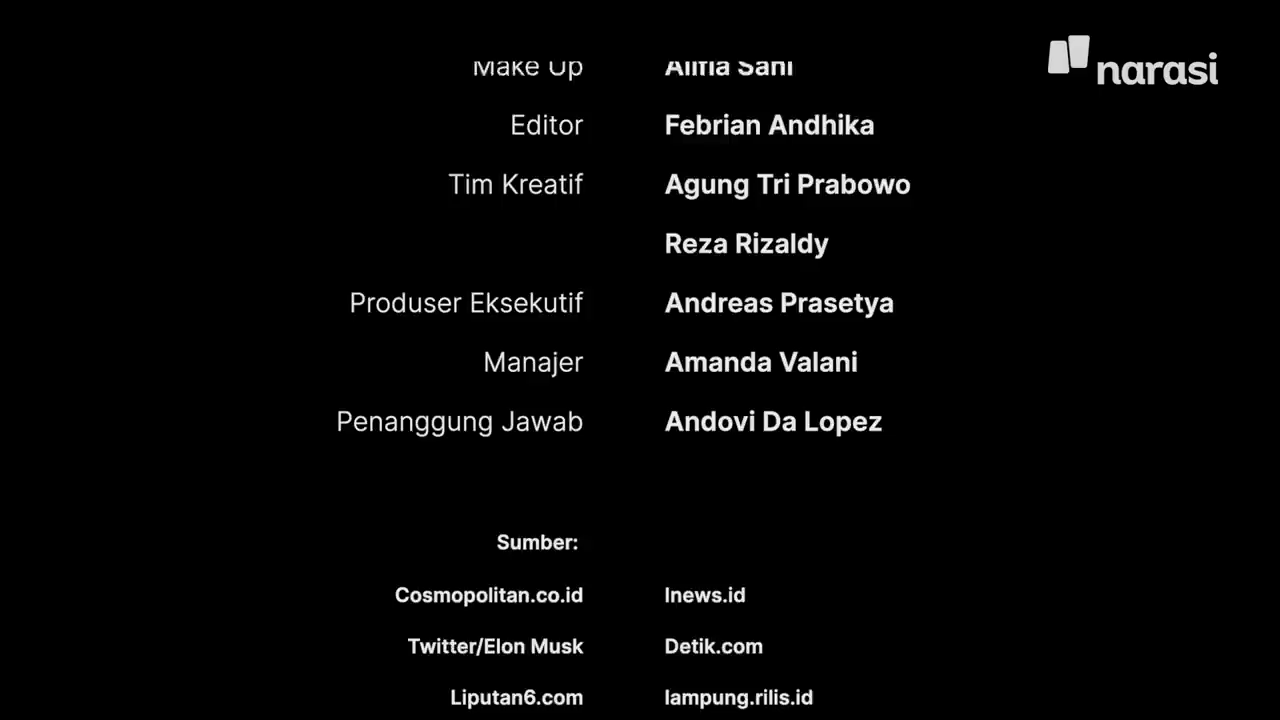 narasi
Make Up Alifia Sani
Editor Febrian Andhika
Tim Kreatif Agung Tri Prabowo
Reza Rizaldy
Produser Eksekutif Andreas Prasetya
Manajer Amanda Valani
Penanggung Jawab Andovi Da Lopez
Sumber:
Cosmopolitan.co.id Inews.id
Twitter/Elon Musk Detik.com
Liputan6.com lampung.rilis.id